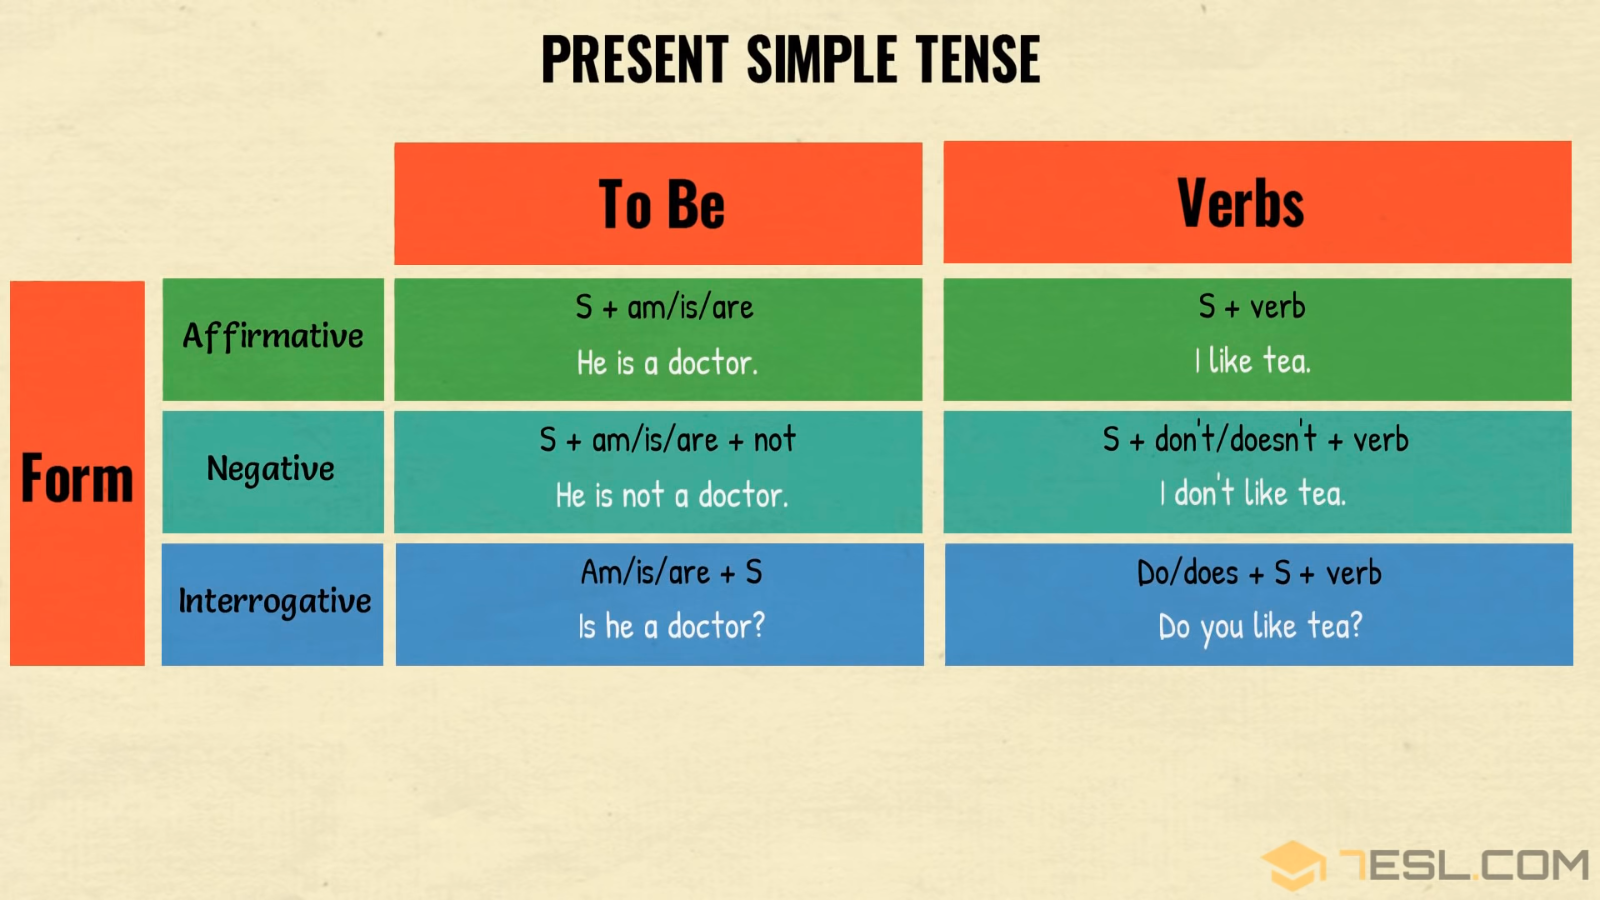 PRESENT SIMPLE TENSE
To Be
Verbs
Form
Affirmative
S + am/is/are
He is a doctor.
S + verb
I like tea.
Negative
S + am/is/are + not
He is not a doctor.
S + don't/doesn't + verb
I don't like tea.
Interrogative
Am/is/are + S
Is he a doctor?
Do/does + S + verb
Do you like tea?
7ESL.COM